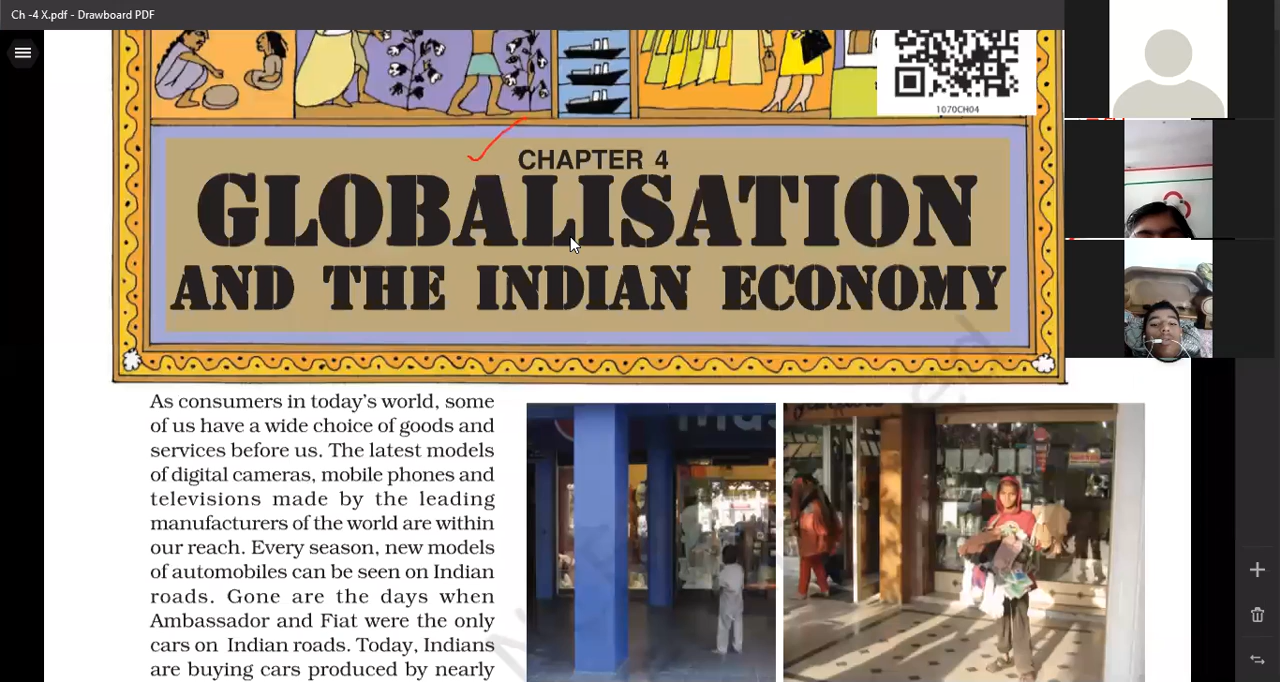 Ch -4 X.pdf - Drawboard PDF
1070CH04
CHAPTER 4
GLOBALISATION
AND THE INDIAN ECONOMY
As consumers in today's world, some
of us have a wide choice of goods and
services before us. The latest models
of digital cameras, mobile phones and
televisions made by the leading
manufacturers of the world are within
our reach. Every season, new models
of automobiles can be seen on Indian
roads. Gone are the days when
Ambassador and Fiat were the only
cars on Indian roads. Today, Indians
are buying cars produced by nearly